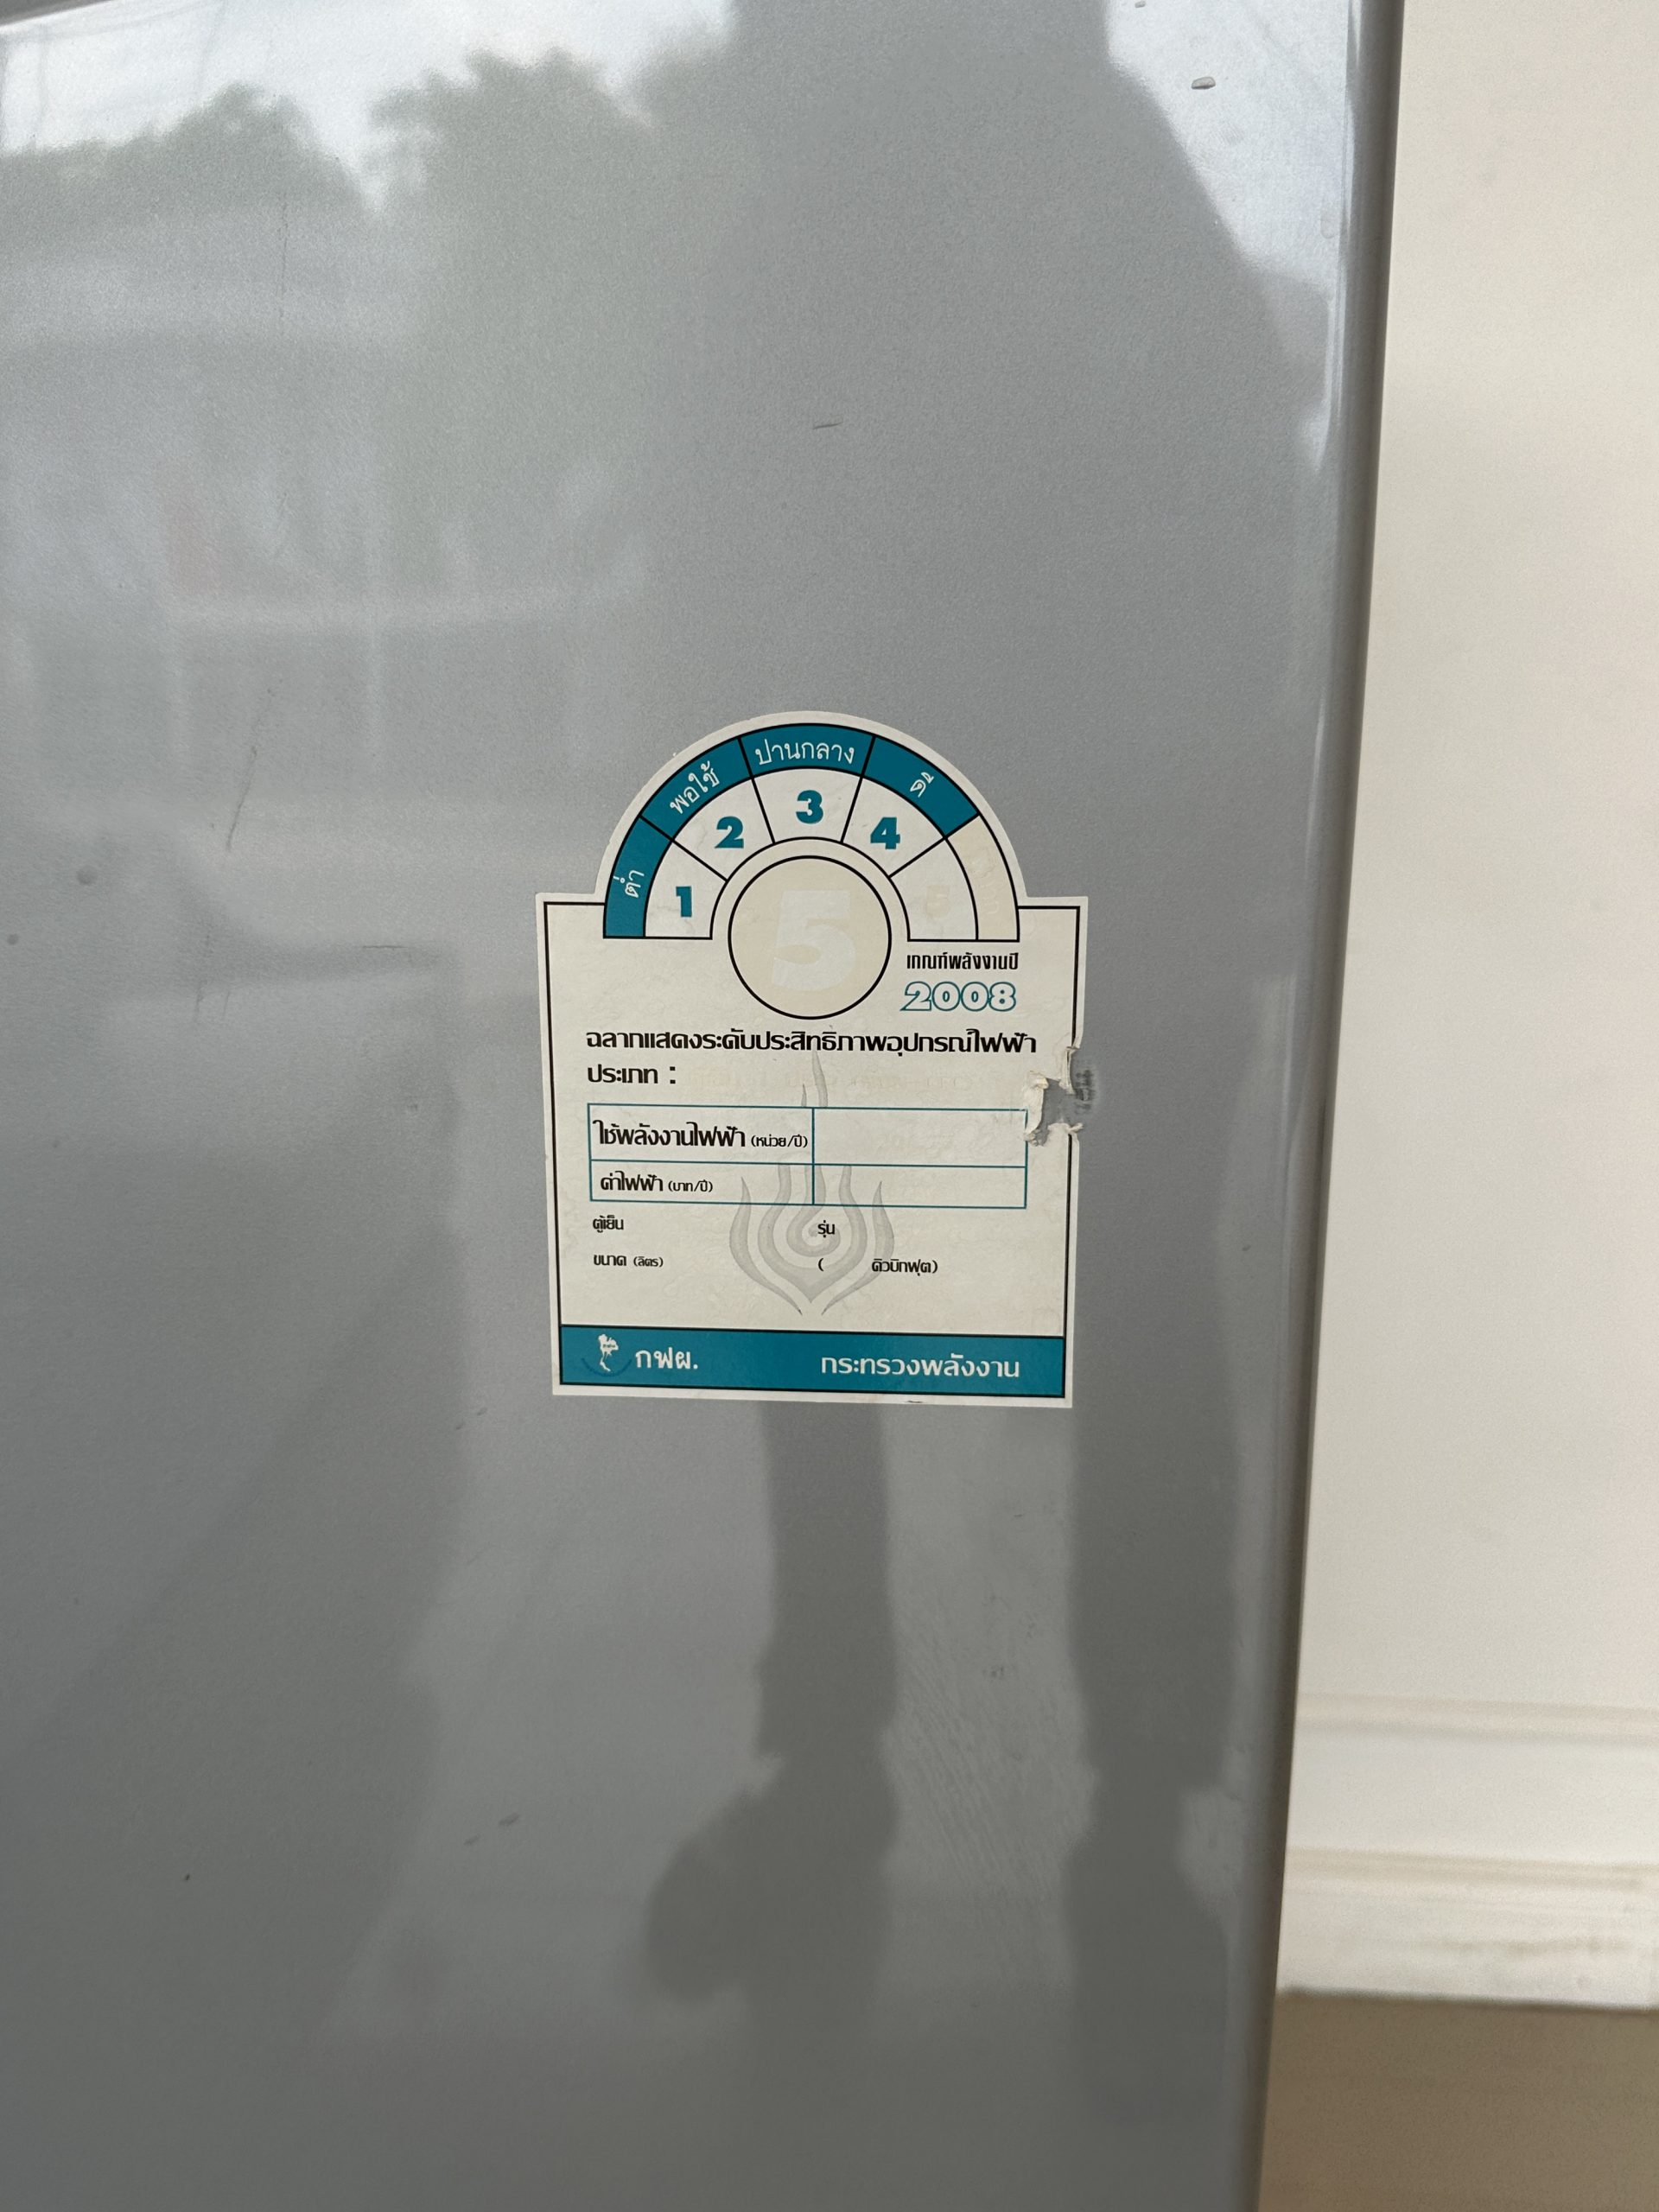 ต่ำ พอใช้ ปานกลาง ดี
1 2 3 4 5
5
เกณฑ์พลังงานปี
2008
ฉลากแสดงระดับประสิทธิภาพอุปกรณ์ไฟฟ้า
ประเภท :
ใช้พลังงานไฟฟ้า (หน่วย/ปี)
ค่าไฟฟ้า (บาท/ปี)
ตู้เย็น รุ่น
ขนาด (ลิตร) ( คิวบิกฟุต)
กฟผ. กระทรวงพลังงาน